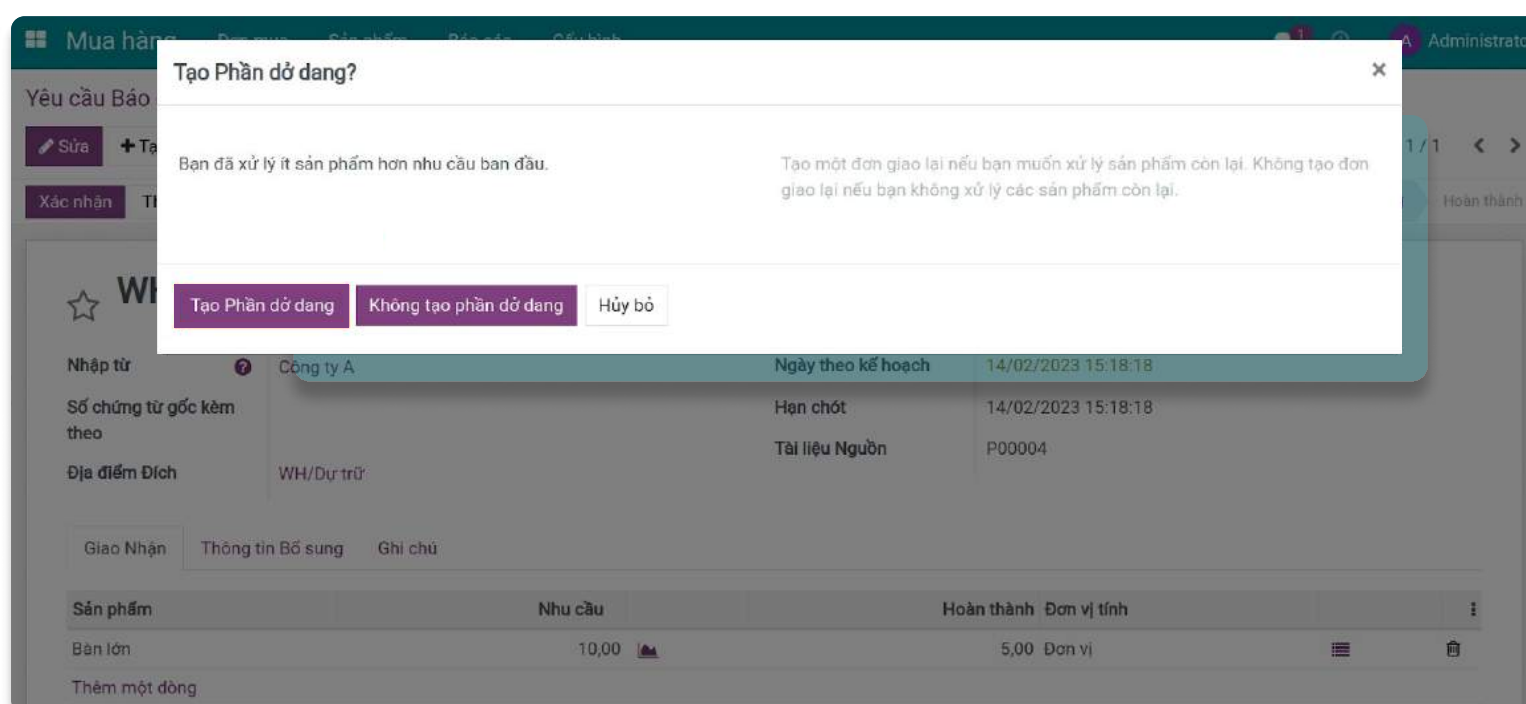 Mua hàng
Administrato
Tạo Phần dở dang? ×
Yêu cầu Báo
Sửa + Tạ 1 / 1
Bạn đã xử lý ít sản phẩm hơn nhu cầu ban đầu.
Tạo một đơn giao lại nếu bạn muốn xử lý sản phẩm còn lại. Không tạo đơn
giao lại nếu bạn không xử lý các sản phẩm còn lại.
Xác nhận Hoàn thành
Tạo Phần dở dang Không tạo phần dở dang Hủy bỏ
Nhập từ Công ty A Ngày theo kế hoạch 14/02/2023 15:18:18
Số chứng từ gốc kèm
theo
Hạn chót 14/02/2023 15:18:18
Tài liệu Nguồn P00004
Địa điểm Đích WH/Dự trữ
Giao Nhận Thông tin Bổ sung Ghi chú
Sản phẩm Nhu cầu Hoàn thành Đơn vị tính
Bàn lớn 10,00 5,00 Đơn vị
Thêm một dòng